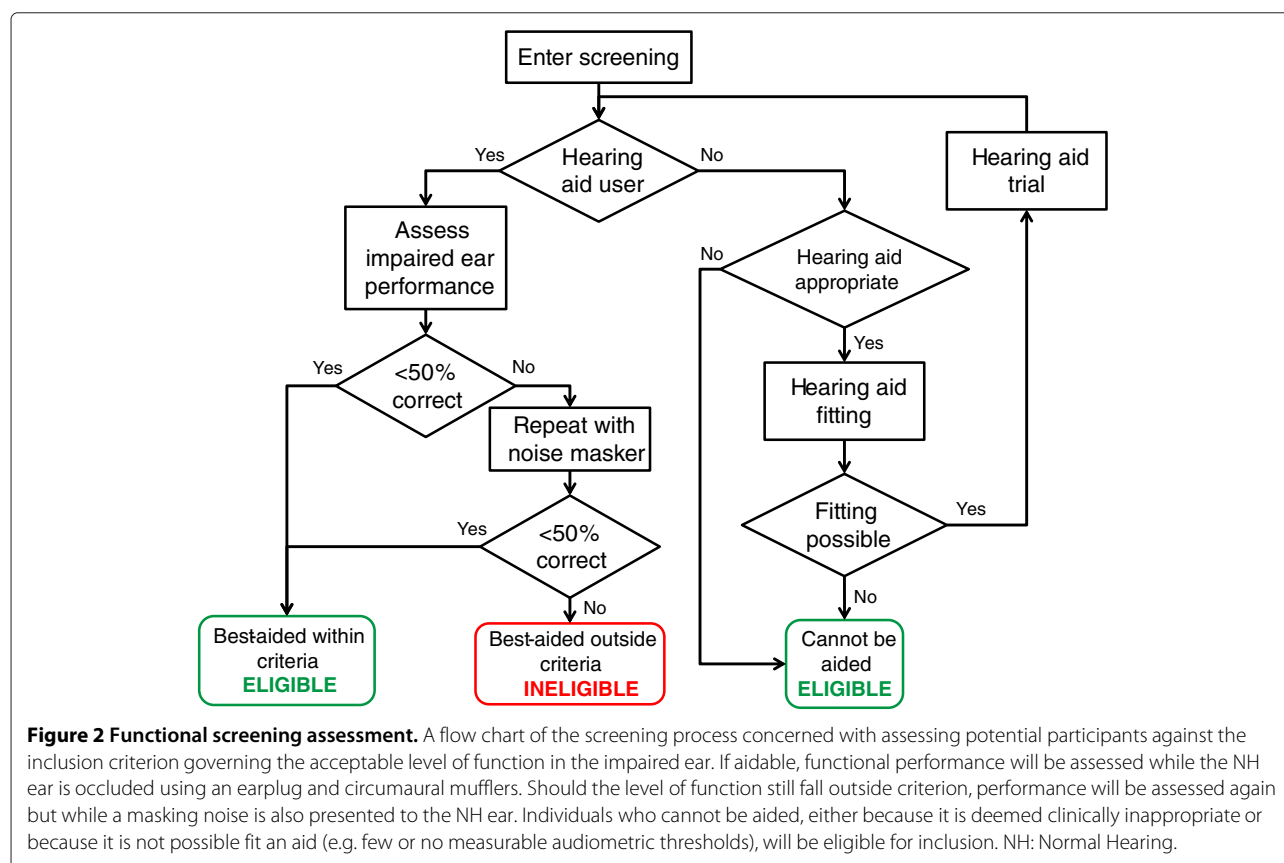 Enter screening
Yes
Hearing
aid user
No
Hearing aid
trial
Assess
impaired ear
performance
No
Hearing aid
appropriate
Yes
Yes
<50%
correct
No
Hearing aid
fitting
Repeat with
noise masker
Yes
<50%
correct
Fitting
possible
Yes
No
No
Best-aided within
criteria
ELIGIBLE
Best-aided outside
criteria
INELIGIBLE
Cannot be
aided
ELIGIBLE
Figure 2 Functional screening assessment. A flow chart of the screening process concerned with assessing potential participants against the
inclusion criterion governing the acceptable level of function in the impaired ear. If aidable, functional performance will be assessed while the NH
ear is occluded using an earplug and circumaural mufflers. Should the level of function still fall outside criterion, performance will be assessed again
but while a masking noise is also presented to the NH ear. Individuals who cannot be aided, either because it is deemed clinically inappropriate or
because it is not possible fit an aid (e.g. few or no measurable audiometric thresholds), will be eligible for inclusion. NH: Normal Hearing.